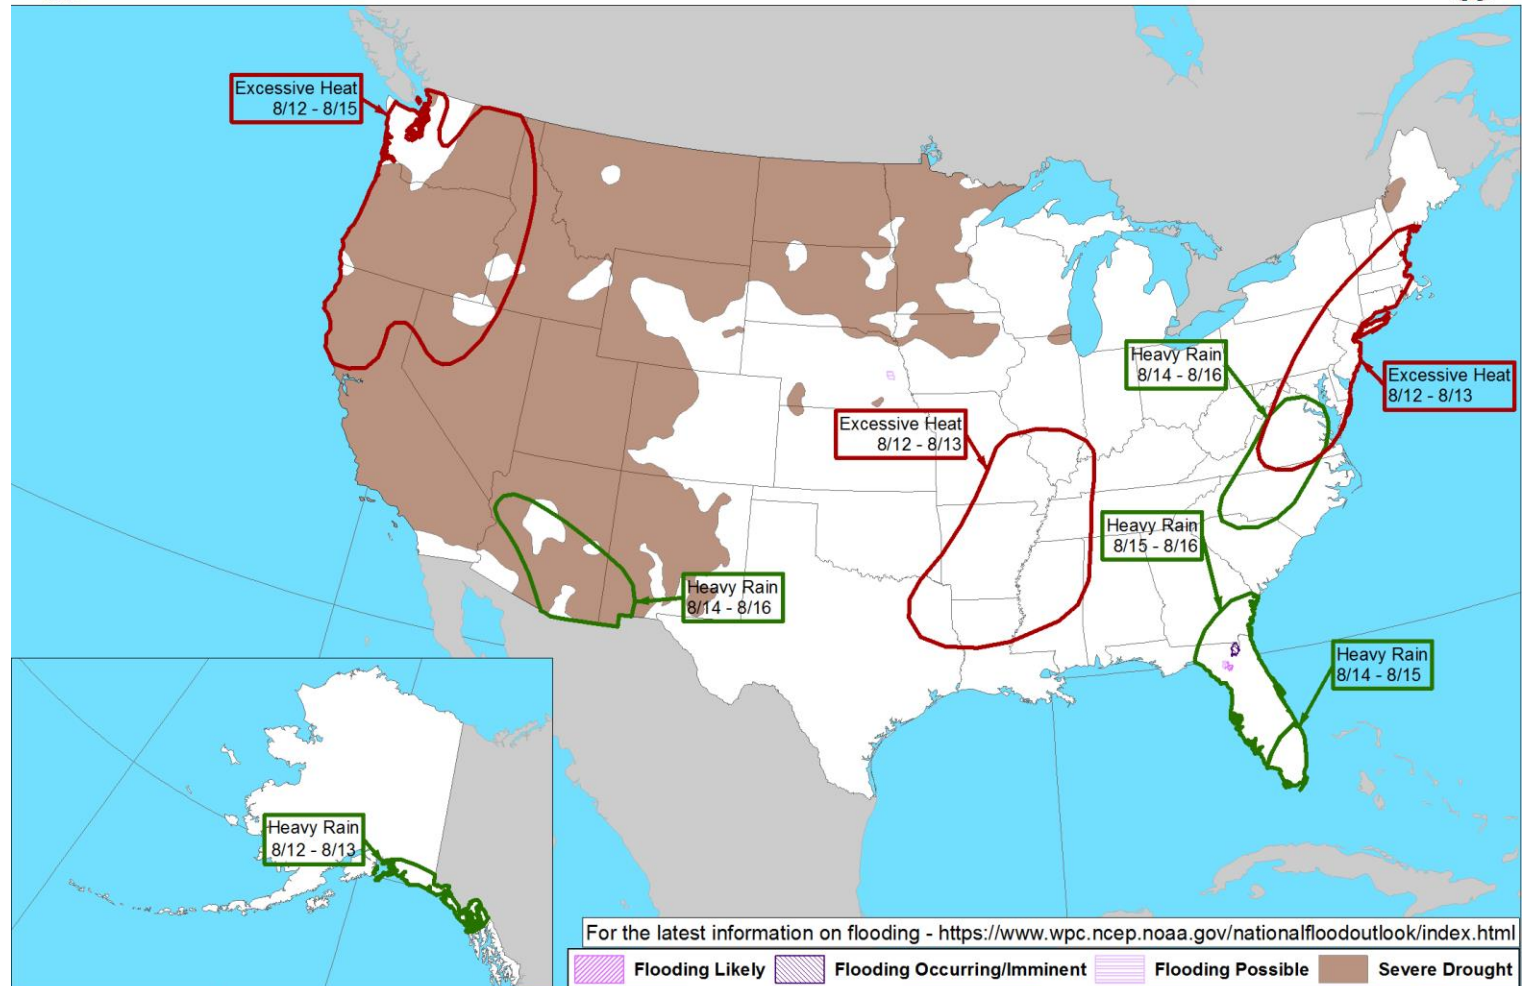 Excessive Heat
8/12 - 8/15
Heavy Rain
8/14 - 8/16
Excessive Heat
8/12 - 8/13
Excessive Heat
8/12 - 8/13
Heavy Rain
8/15 - 8/16
Heavy Rain
8/14 - 8/16
Heavy Rain
8/14 - 8/15
Heavy Rain
8/12 - 8/13
For the latest information on flooding - https://www.wpc.ncep.noaa.gov/nationalfloodoutlook/index.html
Flooding Likely
Flooding Occurring/Imminent
Flooding Possible
Severe Drought